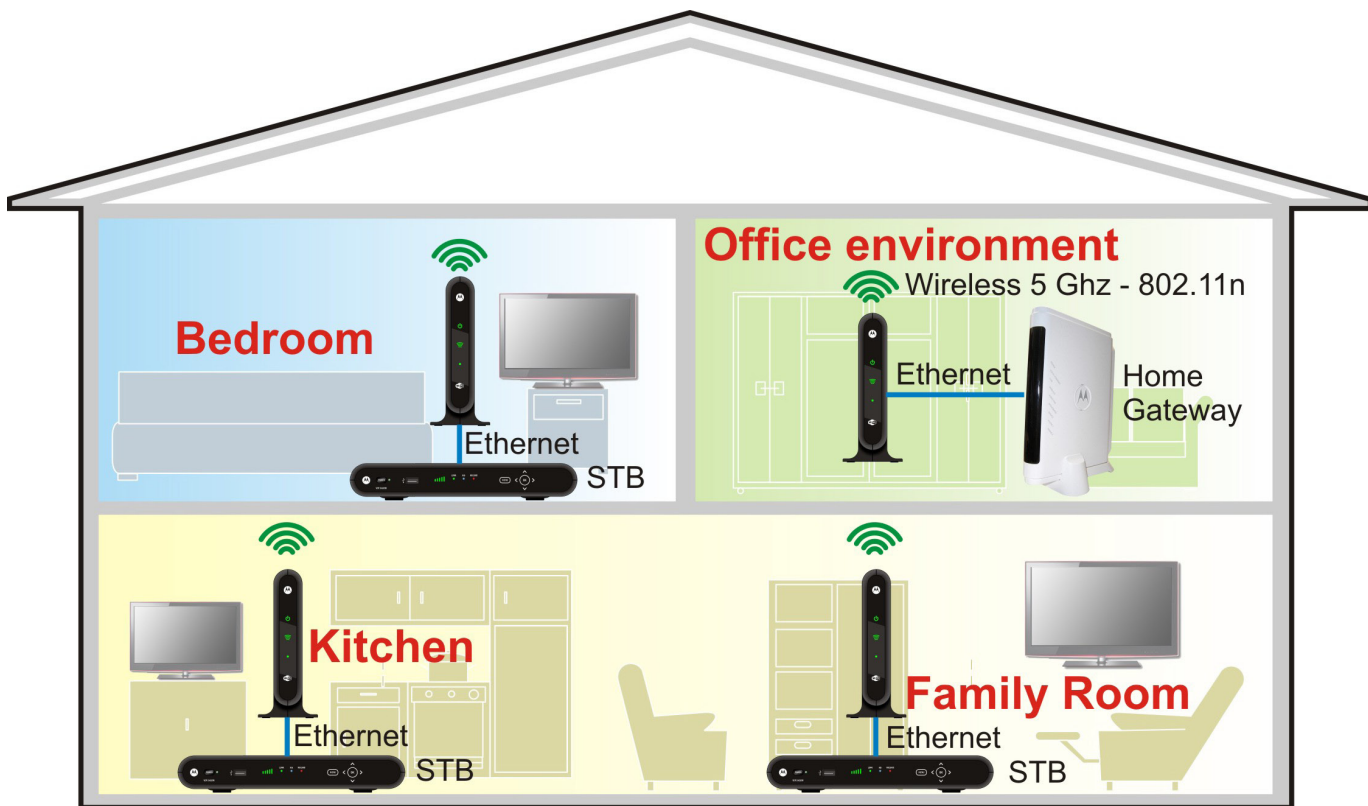 Office environment
Wireless 5 Ghz - 802.11n
Bedroom
Ethernet
Home
Gateway
Ethernet
STB
Kitchen
Family Room
Ethernet
STB
Ethernet
STB